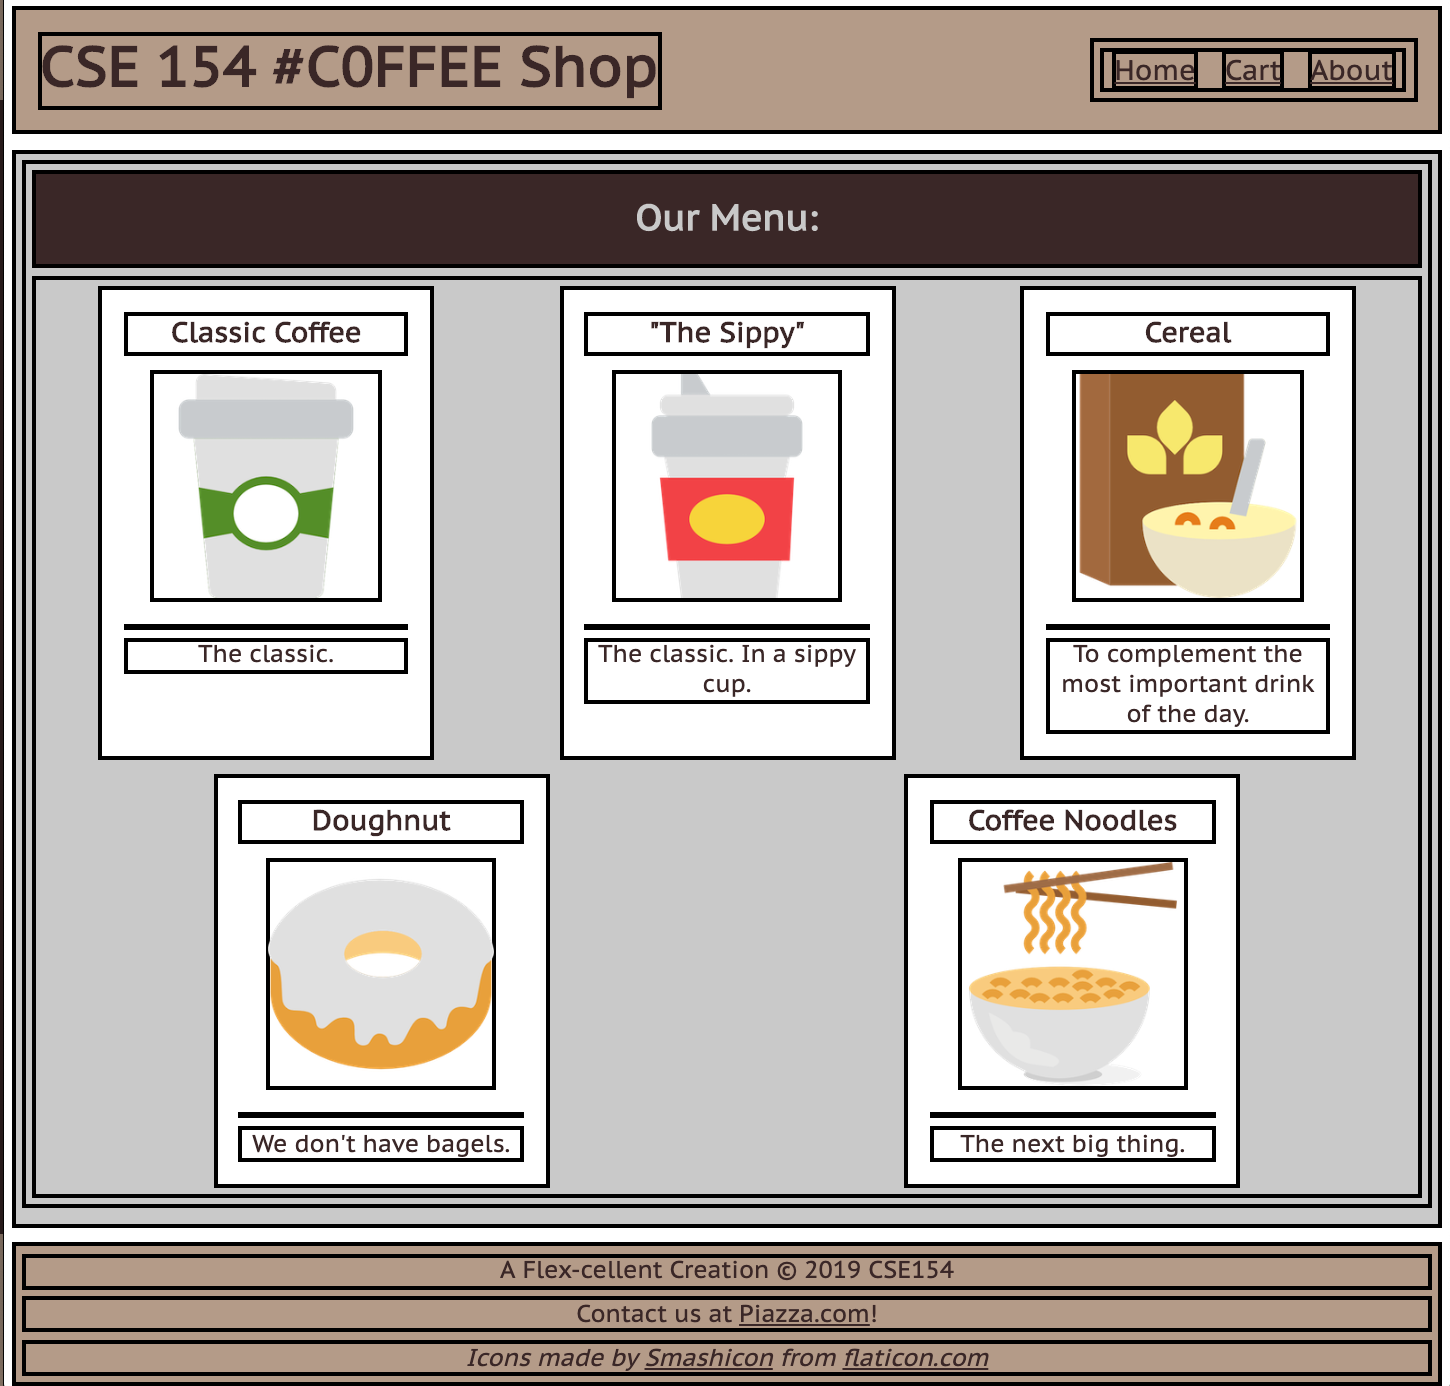 CSE 154 #C0FFEE Shop
Home Cart About
Our Menu:
Classic Coffee
The classic.
"The Sippy"
The classic. In a sippy
cup.
Cereal
To complement the
most important drink
of the day.
Doughnut
We don't have bagels.
Coffee Noodles
The next big thing.
A Flex-cellent Creation © 2019 CSE154
Contact us at Piazza.com!
Icons made by Smashicon from flaticon.com